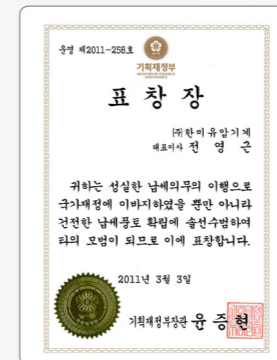 운영 제2011-258호
기획재정부
표 창 장
㈜한미유압기계
대표이사 전 영 근
귀하는 성실한 납세의무의 이행으로
국가재정에 이바지하였을 뿐만 아니라
건전한 납세풍토 확립에 솔선수범하여
타의 모범이 되므로 이에 표창합니다.
2011년 3월 3일
기획재정부장관 윤 증 현